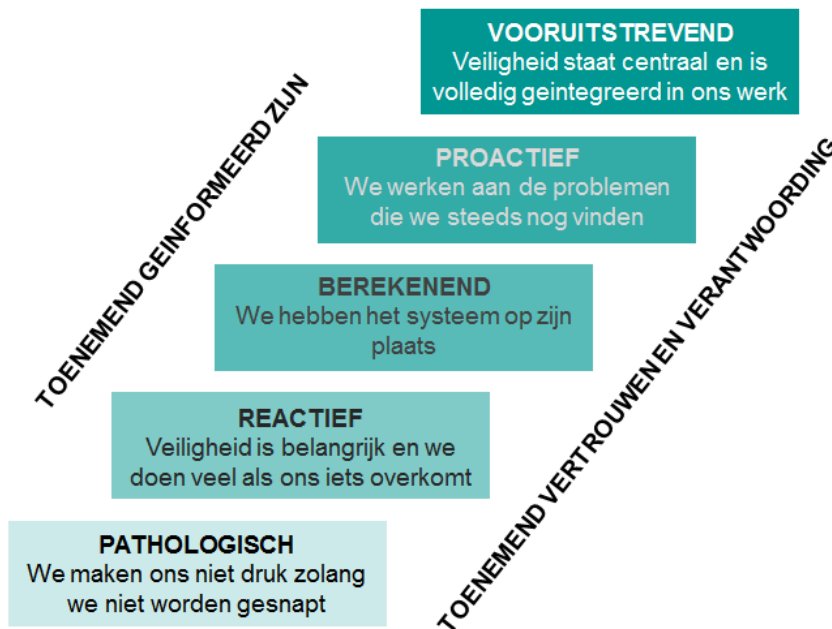 VOORUITSTREVEND
Veiligheid staat centraal en is
volledig geintegreerd in ons werk
TOENEMEND GEINFORMEERD ZIJN
PROACTIEF
We werken aan de problemen
die we steeds nog vinden
BEREKENEND
We hebben het systeem op zijn
plaats
TOENEMEND VERTROUWEN EN VERANTWOORDING
REACTIEF
Veiligheid is belangrijk en we
doen veel als ons iets overkomt
PATHOLOGISCH
We maken ons niet druk zolang
we niet worden gesnapt